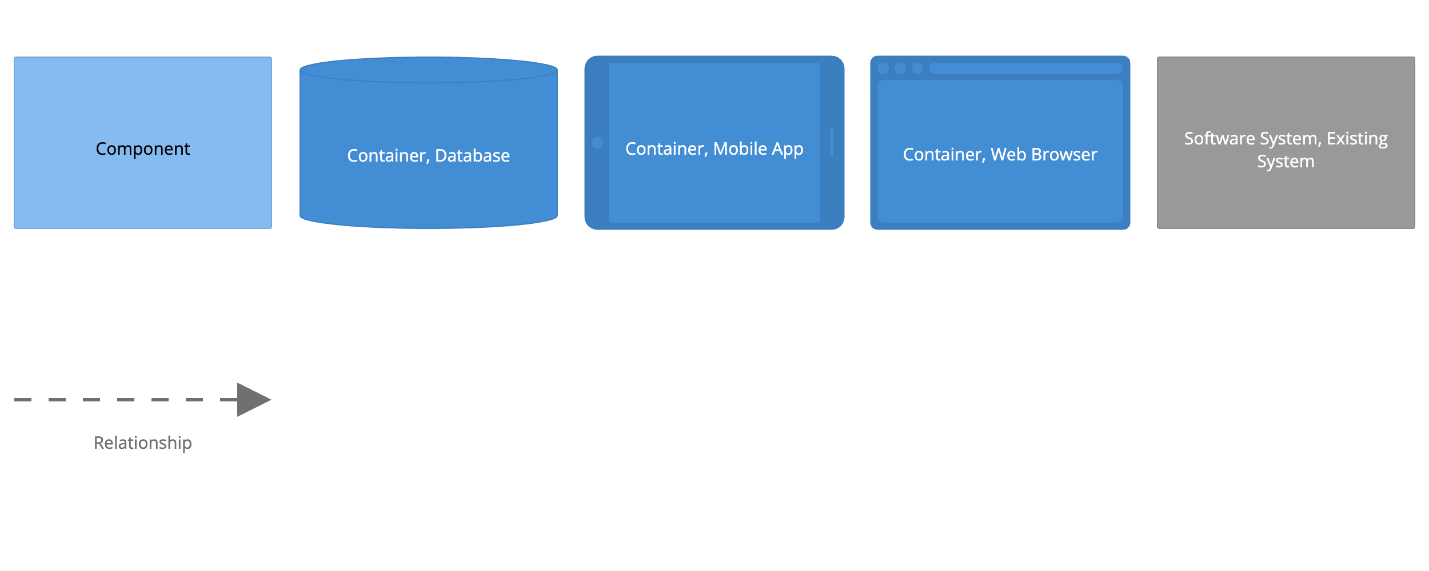 Component
Container, Database
Container, Mobile App
Container, Web Browser
Software System, Existing
System
Relationship